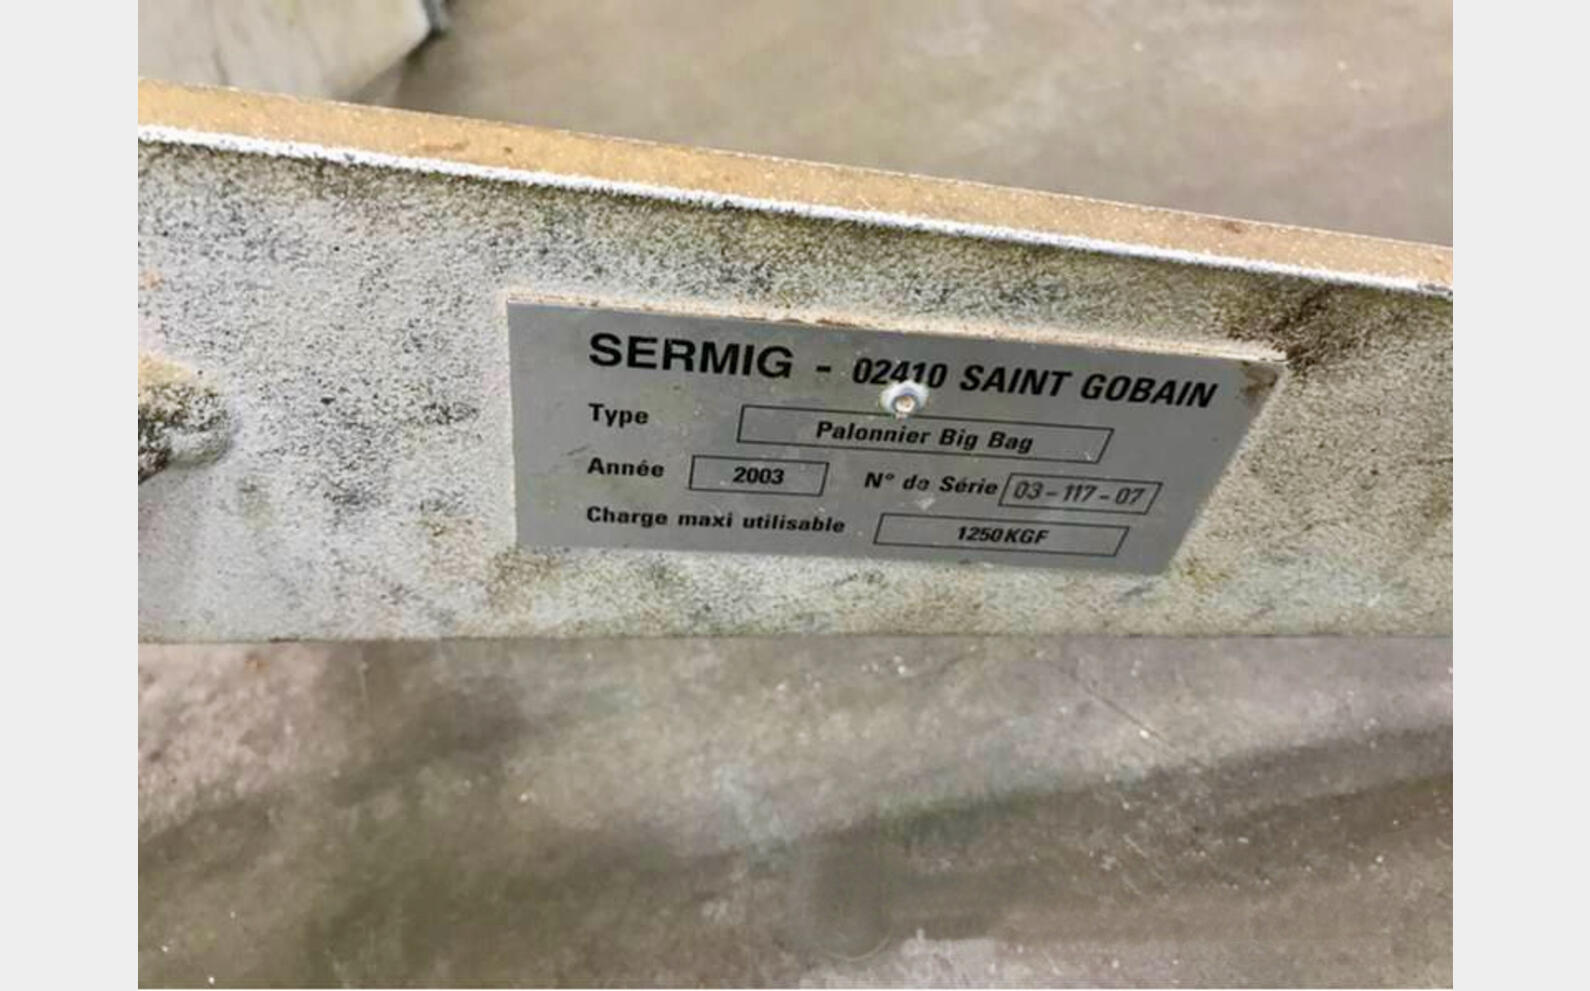 SERMIG - 02410 SAINT GOBAIN
Type Palonnier Big Bag
Année 2003 N° de Série 03-117-07
Charge maxi utilisable 1250KGF